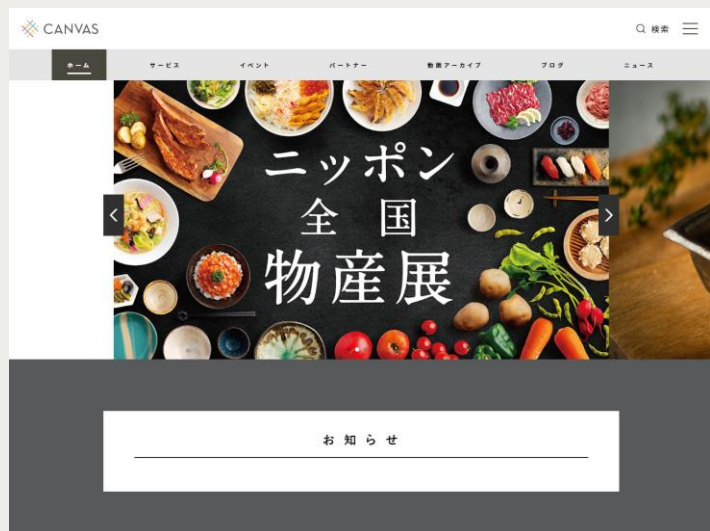 CANVAS
検索
ホーム
サービス
イベント
パートナー
動画アーカイブ
ブログ
ニュース
ニッポン
全国
物産展
お知らせ